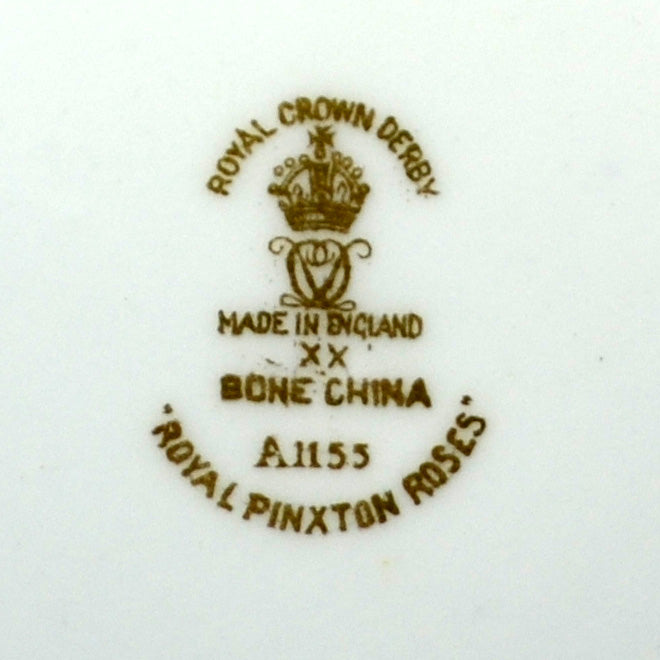 ROYAL CROWN DERBY
MADE IN ENGLAND
XX
BONE CHINA
A1155
"ROYAL PINXTON ROSES"